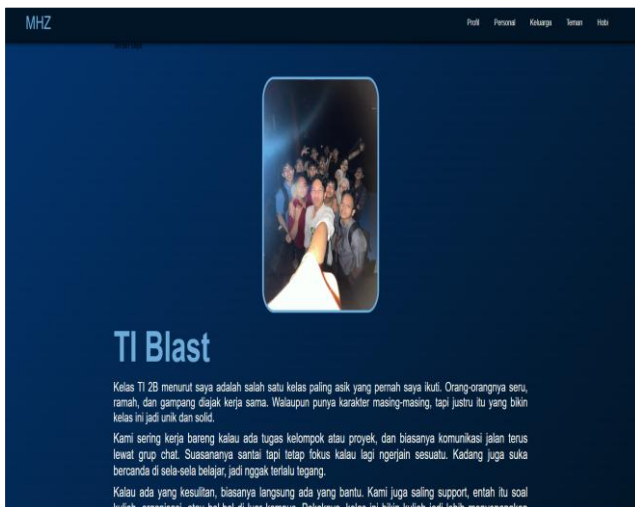 MHZ
Profil Personal Keluarga Teman Hobi
TI Blast
Kelas TI 2B menurut saya adalah salah satu kelas paling asik yang pernah saya ikuti. Orang-orangnya seru,
ramah, dan gampang diajak kerja sama. Walaupun punya karakter masing-masing, tapi justru itu yang bikin
kelas ini jadi unik dan solid.
Kami sering kerja bareng kalau ada tugas kelompok atau proyek, dan biasanya komunikasi jalan terus
lewat grup chat. Suasananya santai tapi tetap fokus kalau lagi ngerjain sesuatu. Kadang juga suka
bercanda di sela-sela belajar, jadi nggak terlalu tegang.
Kalau ada yang kesulitan, biasanya langsung ada yang bantu. Kami juga saling support, entah itu soal